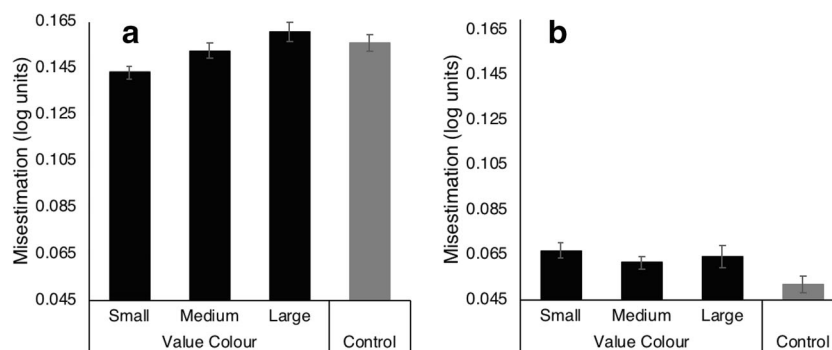 a
0.165
0.145
0.125
0.105
0.085
0.065
0.045
Misestimation (log units)
Small Medium Large
Value Colour Control
b
0.165
0.145
0.125
0.105
0.085
0.065
0.045
Misestimation (log units)
Small Medium Large
Value Colour Control